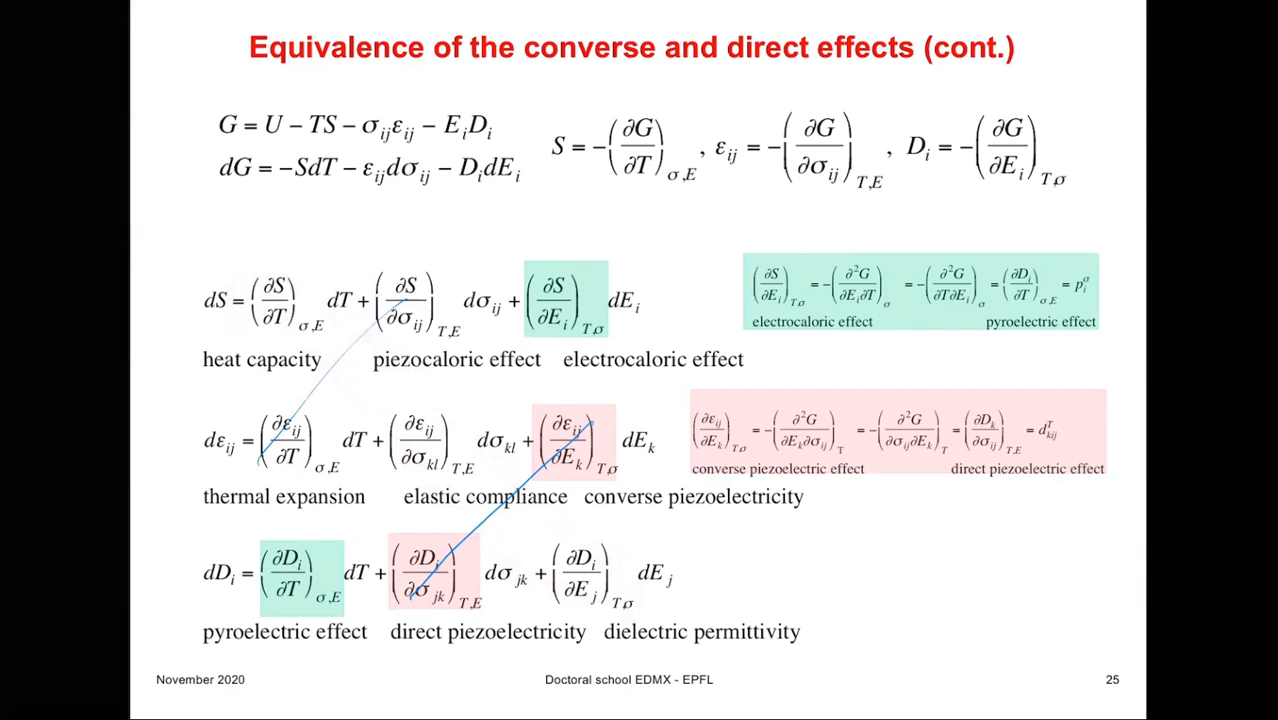 Equivalence of the converse and direct effects (cont.)
G = U − TS − σ_ij ε_ij − E_i D_i
dG = −SdT − ε_ij dσ_ij − D_i dE_i
S = −(∂G/∂T)_σ,E , ε_ij = −(∂G/∂σ_ij)_T,E , D_i = −(∂G/∂E_i)_T,σ
dS = (∂S/∂T)_σ,E dT + (∂S/∂σ_ij)_T,E dσ_ij + (∂S/∂E_i)_T,σ dE_i
heat capacity piezocaloric effect electrocaloric effect
(∂S/∂E_i)_T,σ = −(∂²G/∂E_i∂T)_σ = −(∂²G/∂T∂E_i)_σ = (∂D_i/∂T)_σ,E = p_i^σ
electrocaloric effect pyroelectric effect
dε_ij = (∂ε_ij/∂T)_σ,E dT + (∂ε_ij/∂σ_kl)_T,E dσ_kl + (∂ε_ij/∂E_k)_T,σ dE_k
thermal expansion elastic compliance converse piezoelectricity
(∂ε_ij/∂E_k)_T,σ = −(∂²G/∂E_k∂σ_ij)_T = −(∂²G/∂σ_ij∂E_k)_T = (∂D_k/∂σ_ij)_T,E = d_kij^T
converse piezoelectric effect direct piezoelectric effect
dD_i = (∂D_i/∂T)_σ,E dT + (∂D_i/∂σ_jk)_T,E dσ_jk + (∂D_i/∂E_j)_T,σ dE_j
pyroelectric effect direct piezoelectricity dielectric permittivity
November 2020 Doctoral school EDMX - EPFL 25